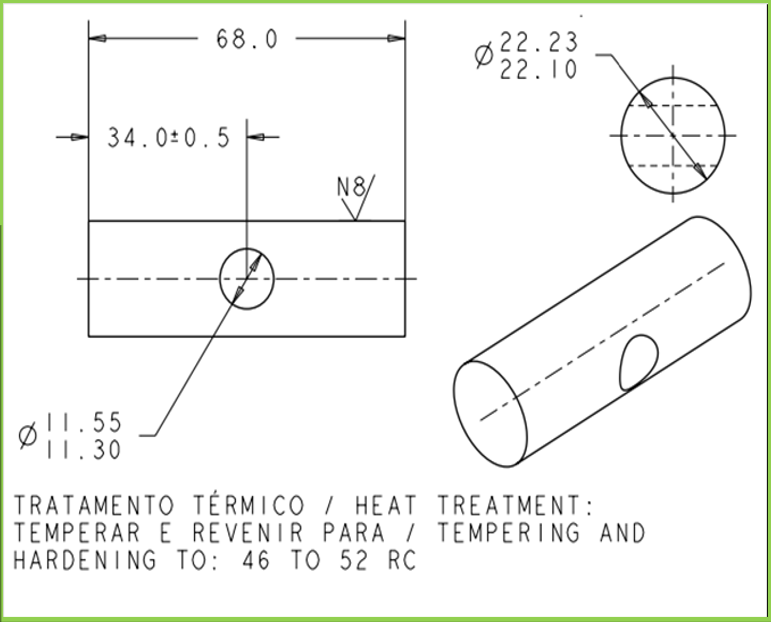 68.0
Ø22.23
22.10
34.0±0.5
N8
Ø11.55
11.30
TRATAMENTO TÉRMICO / HEAT TREATMENT:
TEMPERAR E REVENIR PARA / TEMPERING AND
HARDENING TO: 46 TO 52 RC